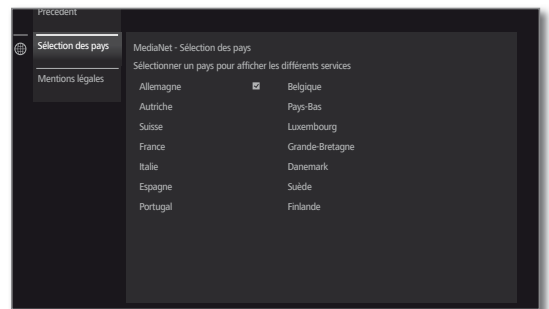 Précédent
Sélection des pays
Mentions légales
MediaNet - Sélection des pays
Sélectionner un pays pour afficher les différents services
Allemagne Belgique
Autriche Pays-Bas
Suisse Luxembourg
France Grande-Bretagne
Italie Danemark
Espagne Suède
Portugal Finlande